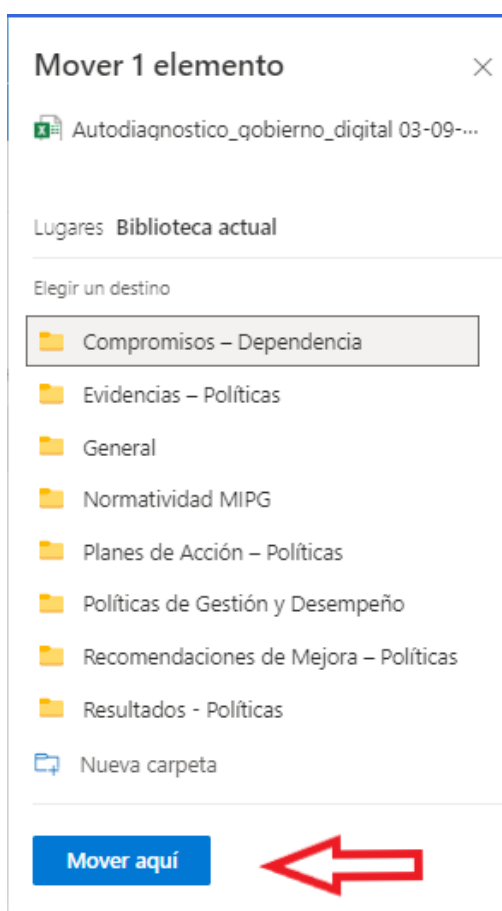 Mover 1 elemento
Autodiagnostico_gobierno_digital 03-09-...
Lugares Biblioteca actual
Elegir un destino
Compromisos – Dependencia
Evidencias – Políticas
General
Normatividad MIPG
Planes de Acción – Políticas
Políticas de Gestión y Desempeño
Recomendaciones de Mejora – Políticas
Resultados - Políticas
Nueva carpeta
Mover aquí